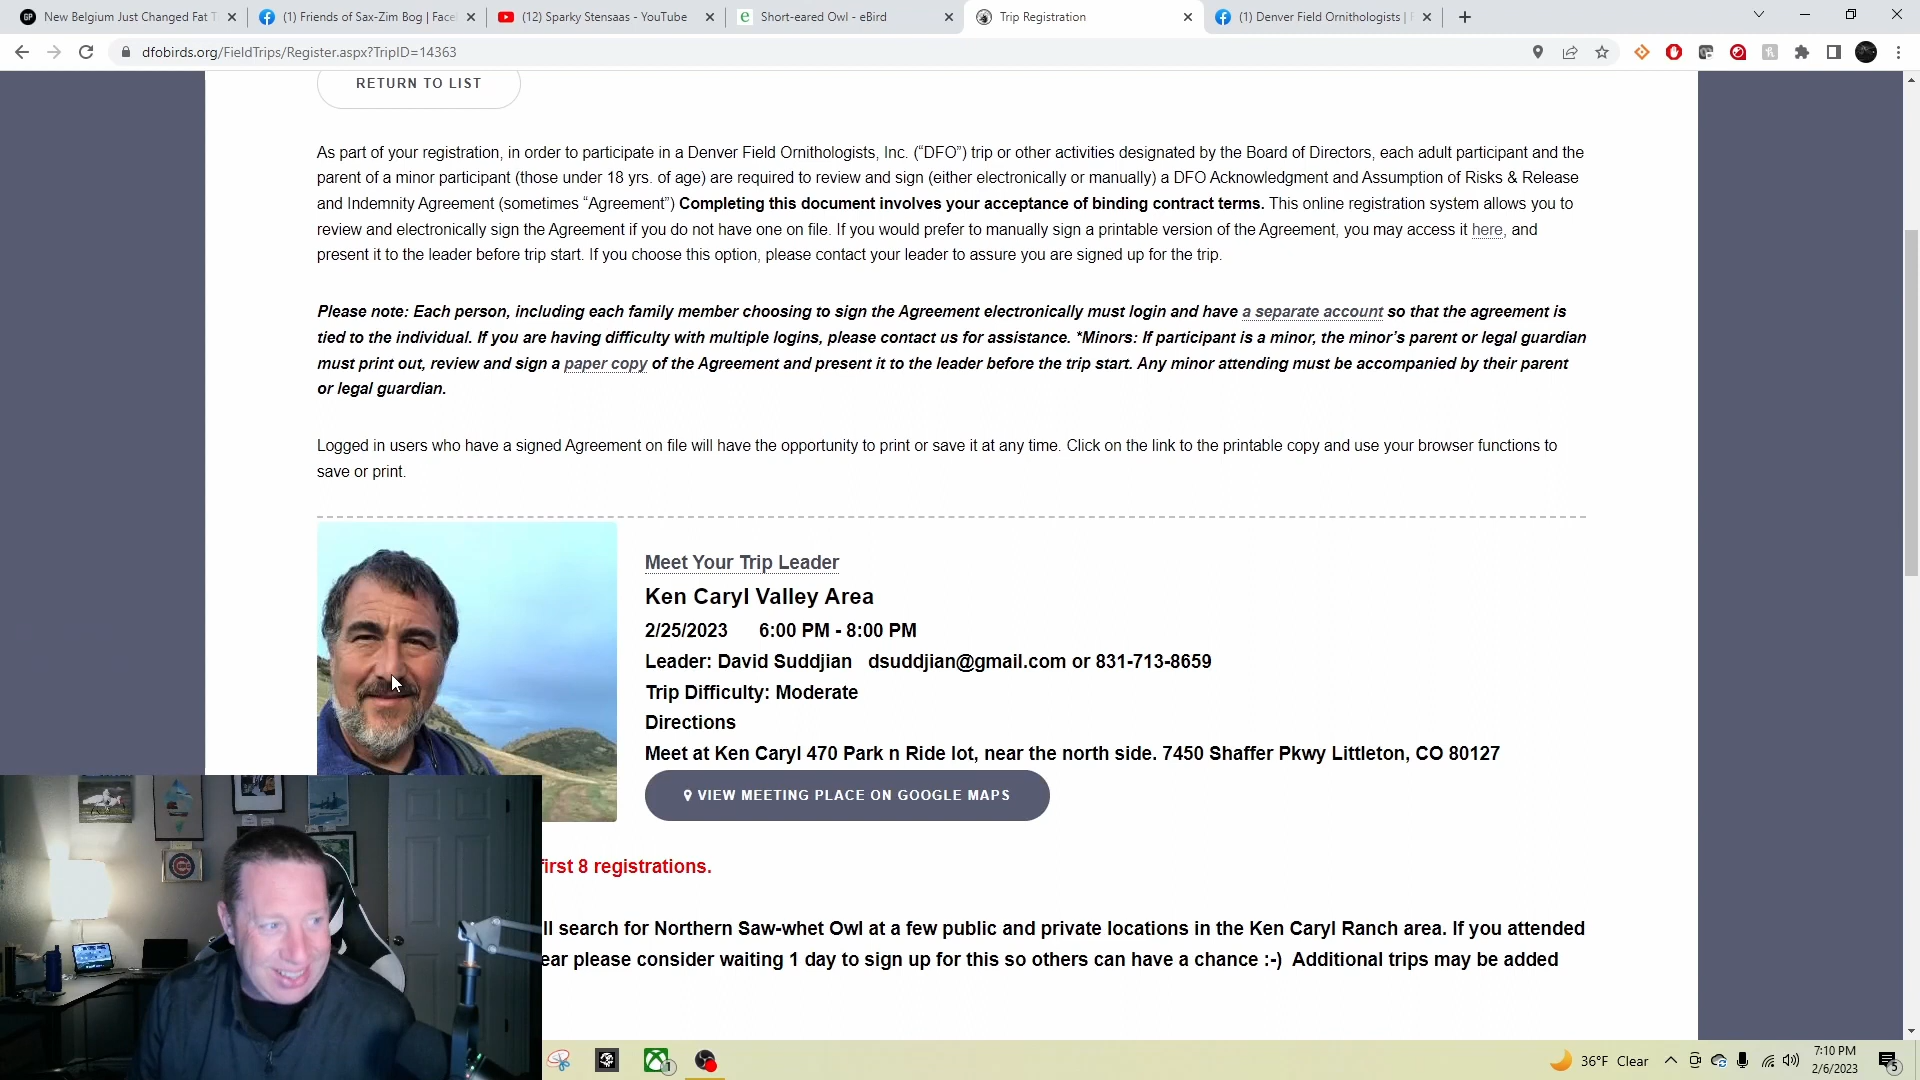 New Belgium Just Changed Fat T
(1) Friends of Sax-Zim Bog | Face
(12) Sparky Stensaas - YouTube
Short-eared Owl - eBird
Trip Registration
(1) Denver Field Ornithologists | F
dfobirds.org/FieldTrips/Register.aspx?TripID=14363
RETURN TO LIST
As part of your registration, in order to participate in a Denver Field Ornithologists, Inc. (“DFO”) trip or other activities designated by the Board of Directors, each adult participant and the
parent of a minor participant (those under 18 yrs. of age) are required to review and sign (either electronically or manually) a DFO Acknowledgment and Assumption of Risks & Release
and Indemnity Agreement (sometimes “Agreement”) Completing this document involves your acceptance of binding contract terms. This online registration system allows you to
review and electronically sign the Agreement if you do not have one on file. If you would prefer to manually sign a printable version of the Agreement, you may access it here, and
present it to the leader before trip start. If you choose this option, please contact your leader to assure you are signed up for the trip.
Please note: Each person, including each family member choosing to sign the Agreement electronically must login and have a separate account so that the agreement is
tied to the individual. If you are having difficulty with multiple logins, please contact us for assistance. *Minors: If participant is a minor, the minor’s parent or legal guardian
must print out, review and sign a paper copy of the Agreement and present it to the leader before the trip start. Any minor attending must be accompanied by their parent
or legal guardian.
Logged in users who have a signed Agreement on file will have the opportunity to print or save it at any time. Click on the link to the printable copy and use your browser functions to
save or print.
Meet Your Trip Leader
Ken Caryl Valley Area
2/25/2023 6:00 PM - 8:00 PM
Leader: David Suddjian dsuddjian@gmail.com or 831-713-8659
Trip Difficulty: Moderate
Directions
Meet at Ken Caryl 470 Park n Ride lot, near the north side. 7450 Shaffer Pkwy Littleton, CO 80127
VIEW MEETING PLACE ON GOOGLE MAPS
first 8 registrations.
ll search for Northern Saw-whet Owl at a few public and private locations in the Ken Caryl Ranch area. If you attended
ear please consider waiting 1 day to sign up for this so others can have a chance :-) Additional trips may be added
36°F Clear
7:10 PM
2/6/2023